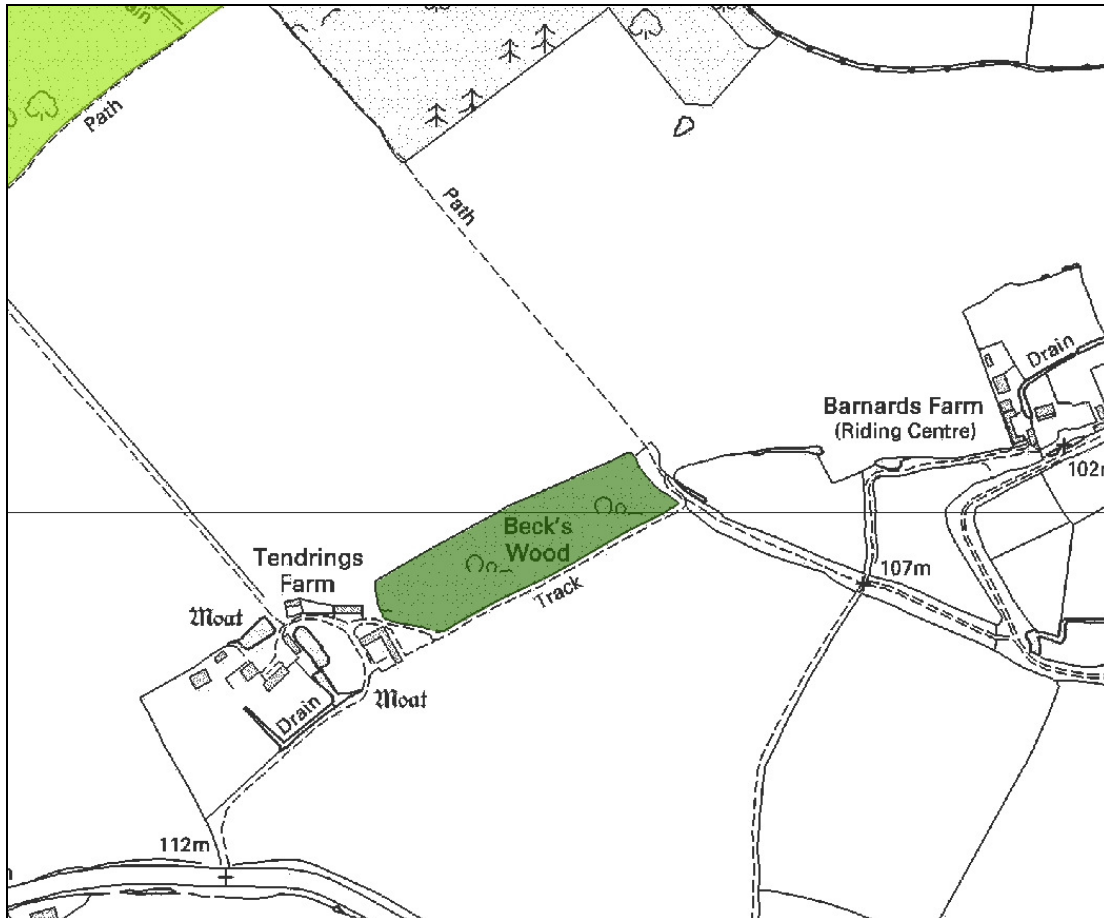 Path
Path
Drain
Barnards Farm
(Riding Centre)
102m
Beck's
Wood
Tendrings
Farm
107m
Track
Moat
Moat
Drain
112m